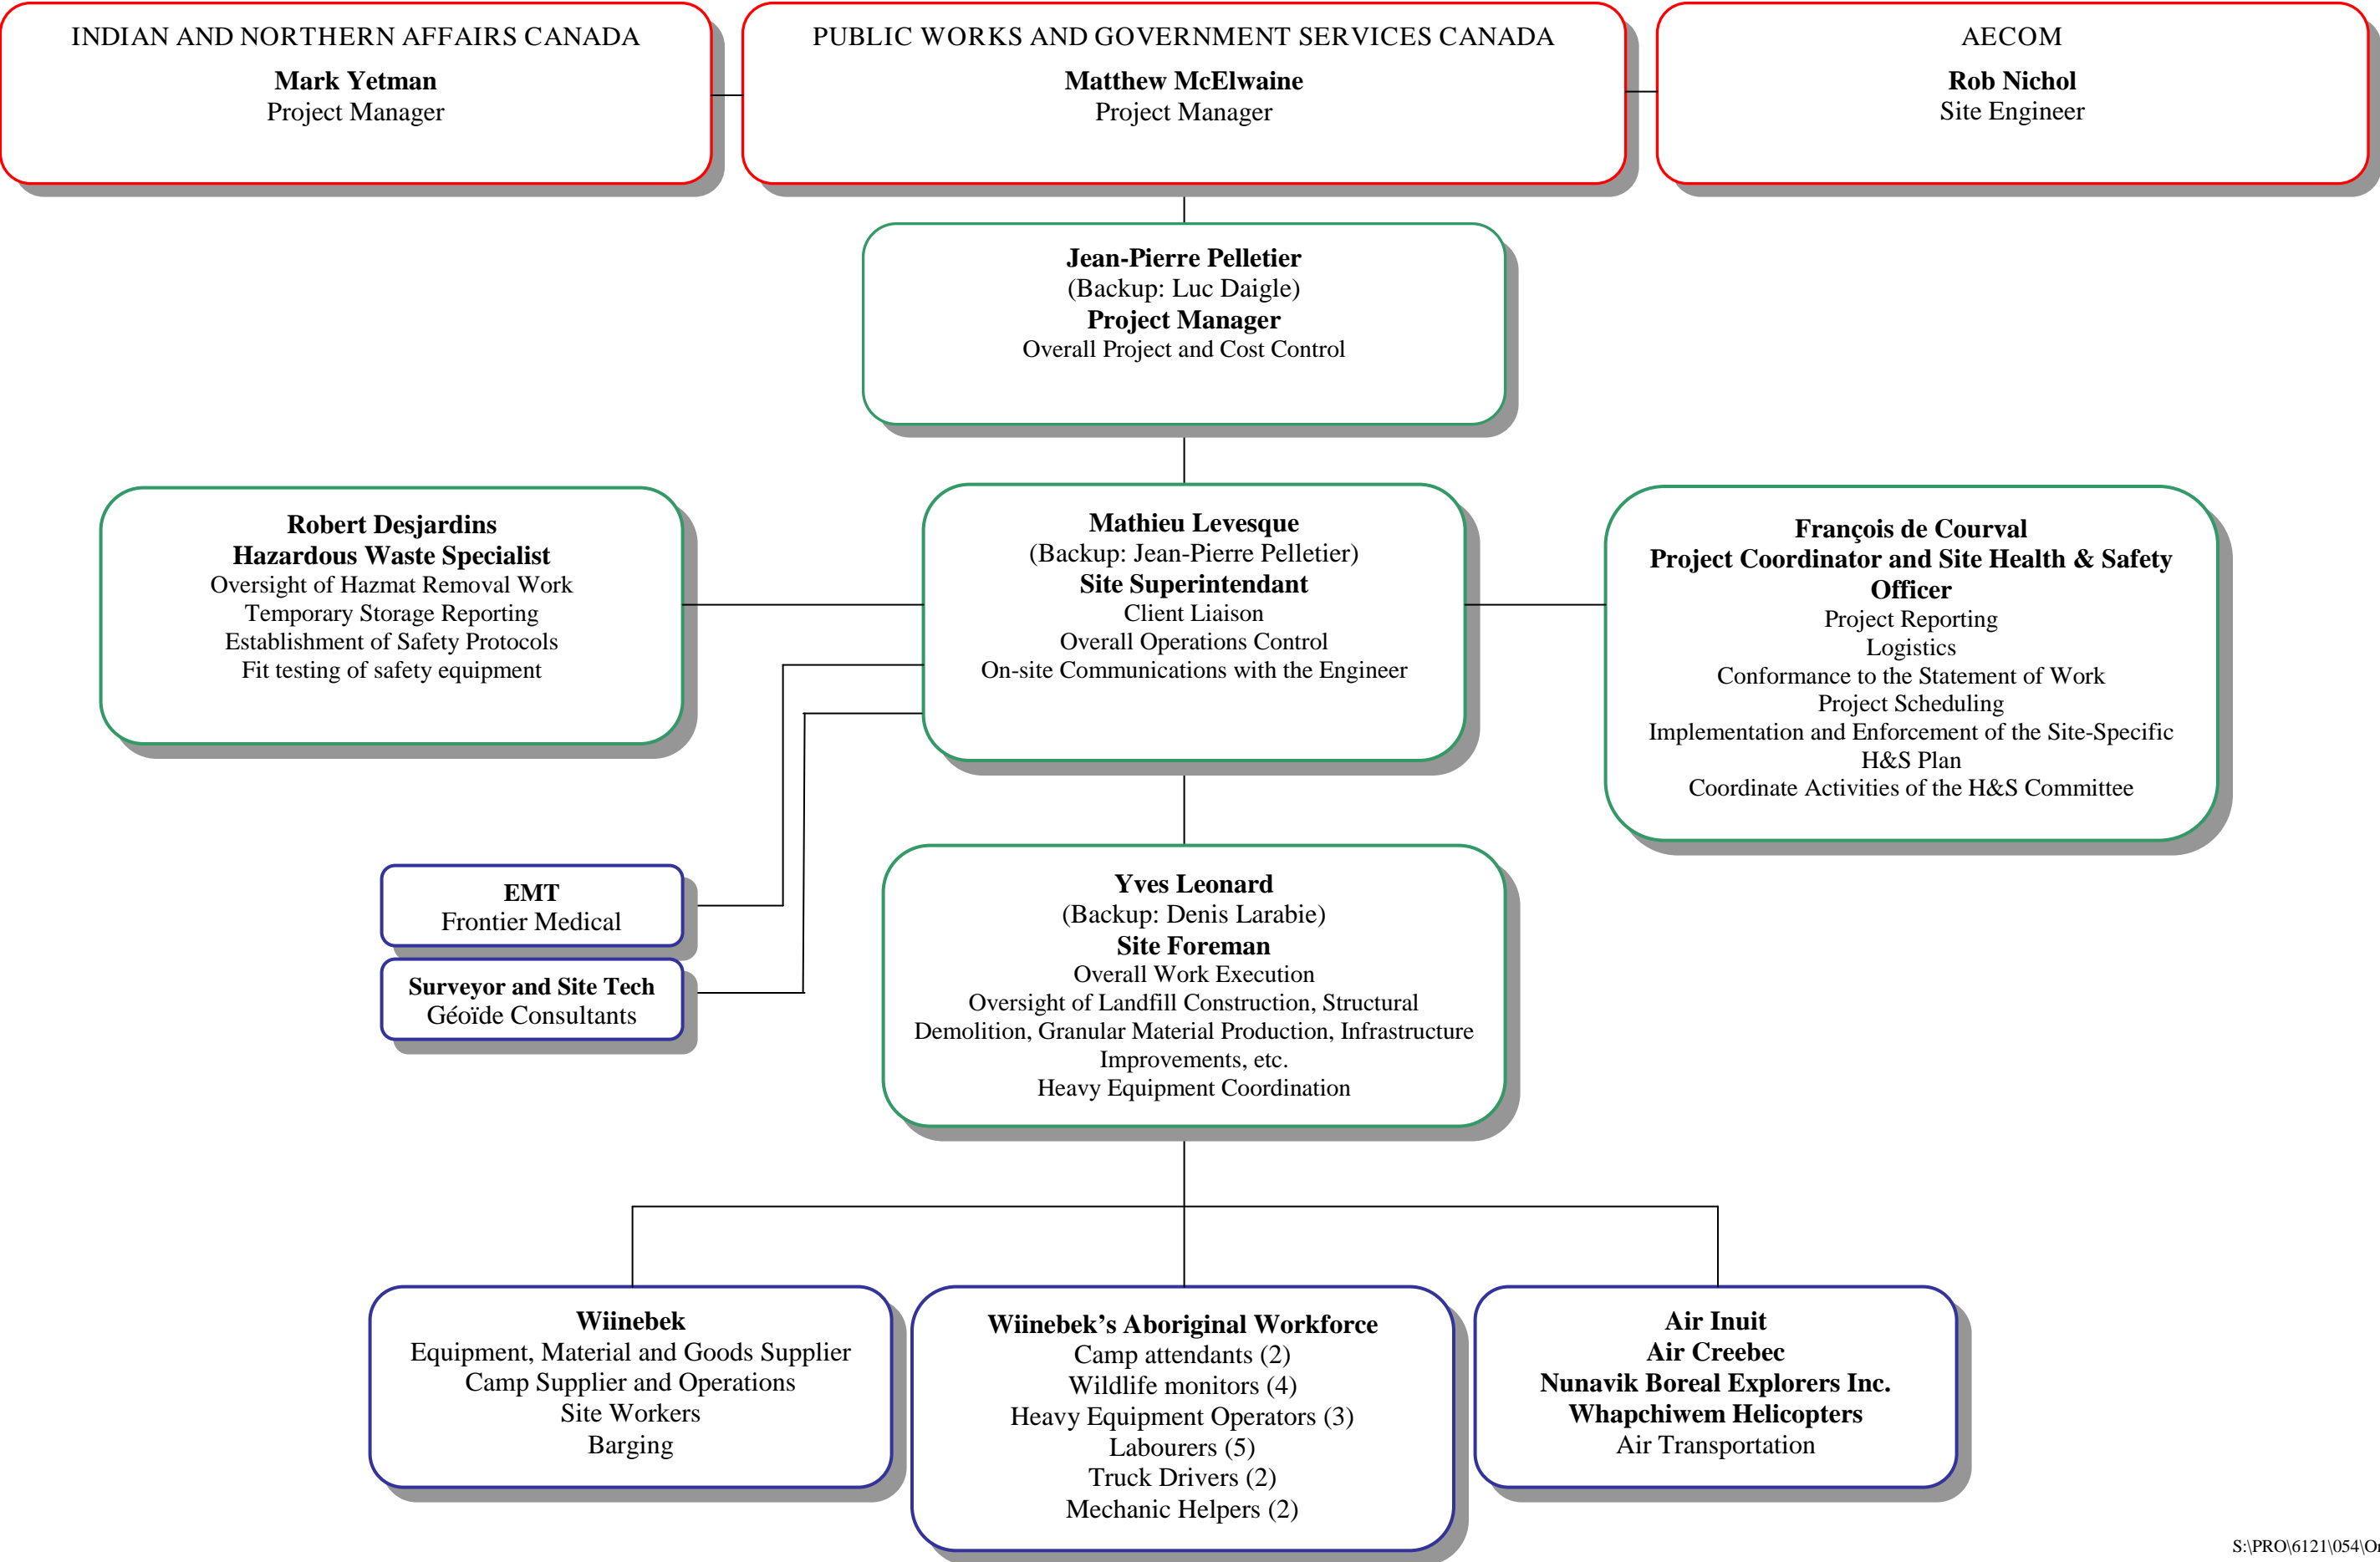 INDIAN AND NORTHERN AFFAIRS CANADA
Mark Yetman
Project Manager
PUBLIC WORKS AND GOVERNMENT SERVICES CANADA
Matthew McElwaine
Project Manager
AECOM
Rob Nichol
Site Engineer
Jean-Pierre Pelletier
(Backup: Luc Daigle)
Project Manager
Overall Project and Cost Control
Robert Desjardins
Hazardous Waste Specialist
Oversight of Hazmat Removal Work
Temporary Storage Reporting
Establishment of Safety Protocols
Fit testing of safety equipment
Mathieu Levesque
(Backup: Jean-Pierre Pelletier)
Site Superintendant
Client Liaison
Overall Operations Control
On-site Communications with the Engineer
François de Courval
Project Coordinator and Site Health & Safety
Officer
Project Reporting
Logistics
Conformance to the Statement of Work
Project Scheduling
Implementation and Enforcement of the Site-Specific
H&S Plan
Coordinate Activities of the H&S Committee
EMT
Frontier Medical
Surveyor and Site Tech
Géoïde Consultants
Yves Leonard
(Backup: Denis Larabie)
Site Foreman
Overall Work Execution
Oversight of Landfill Construction, Structural
Demolition, Granular Material Production, Infrastructure
Improvements, etc.
Heavy Equipment Coordination
Wiinebek
Equipment, Material and Goods Supplier
Camp Supplier and Operations
Site Workers
Barging
Wiinebek's Aboriginal Workforce
Camp attendants (2)
Wildlife monitors (4)
Heavy Equipment Operators (3)
Labourers (5)
Truck Drivers (2)
Mechanic Helpers (2)
Air Inuit
Air Creebec
Nunavik Boreal Explorers Inc.
Whapchiwem Helicopters
Air Transportation
S:\PRO\6121\054\Or